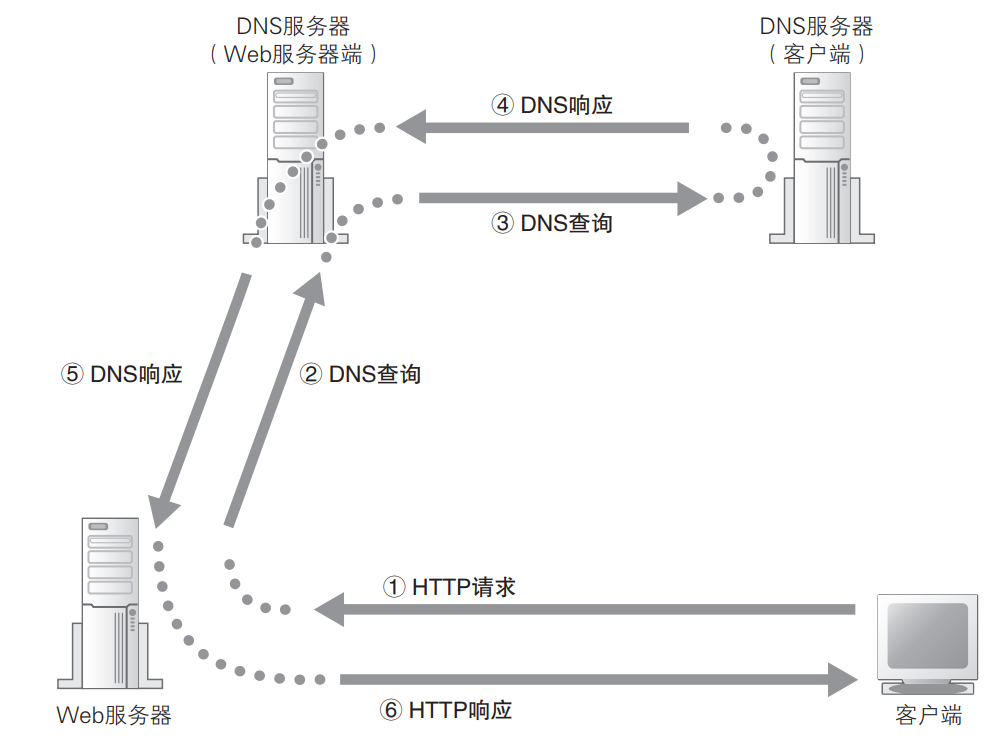 DNS服务器
（Web服务器端）
DNS服务器
（客户端）
④ DNS响应
③ DNS查询
⑤ DNS响应
② DNS查询
① HTTP请求
⑥ HTTP响应
Web服务器
客户端